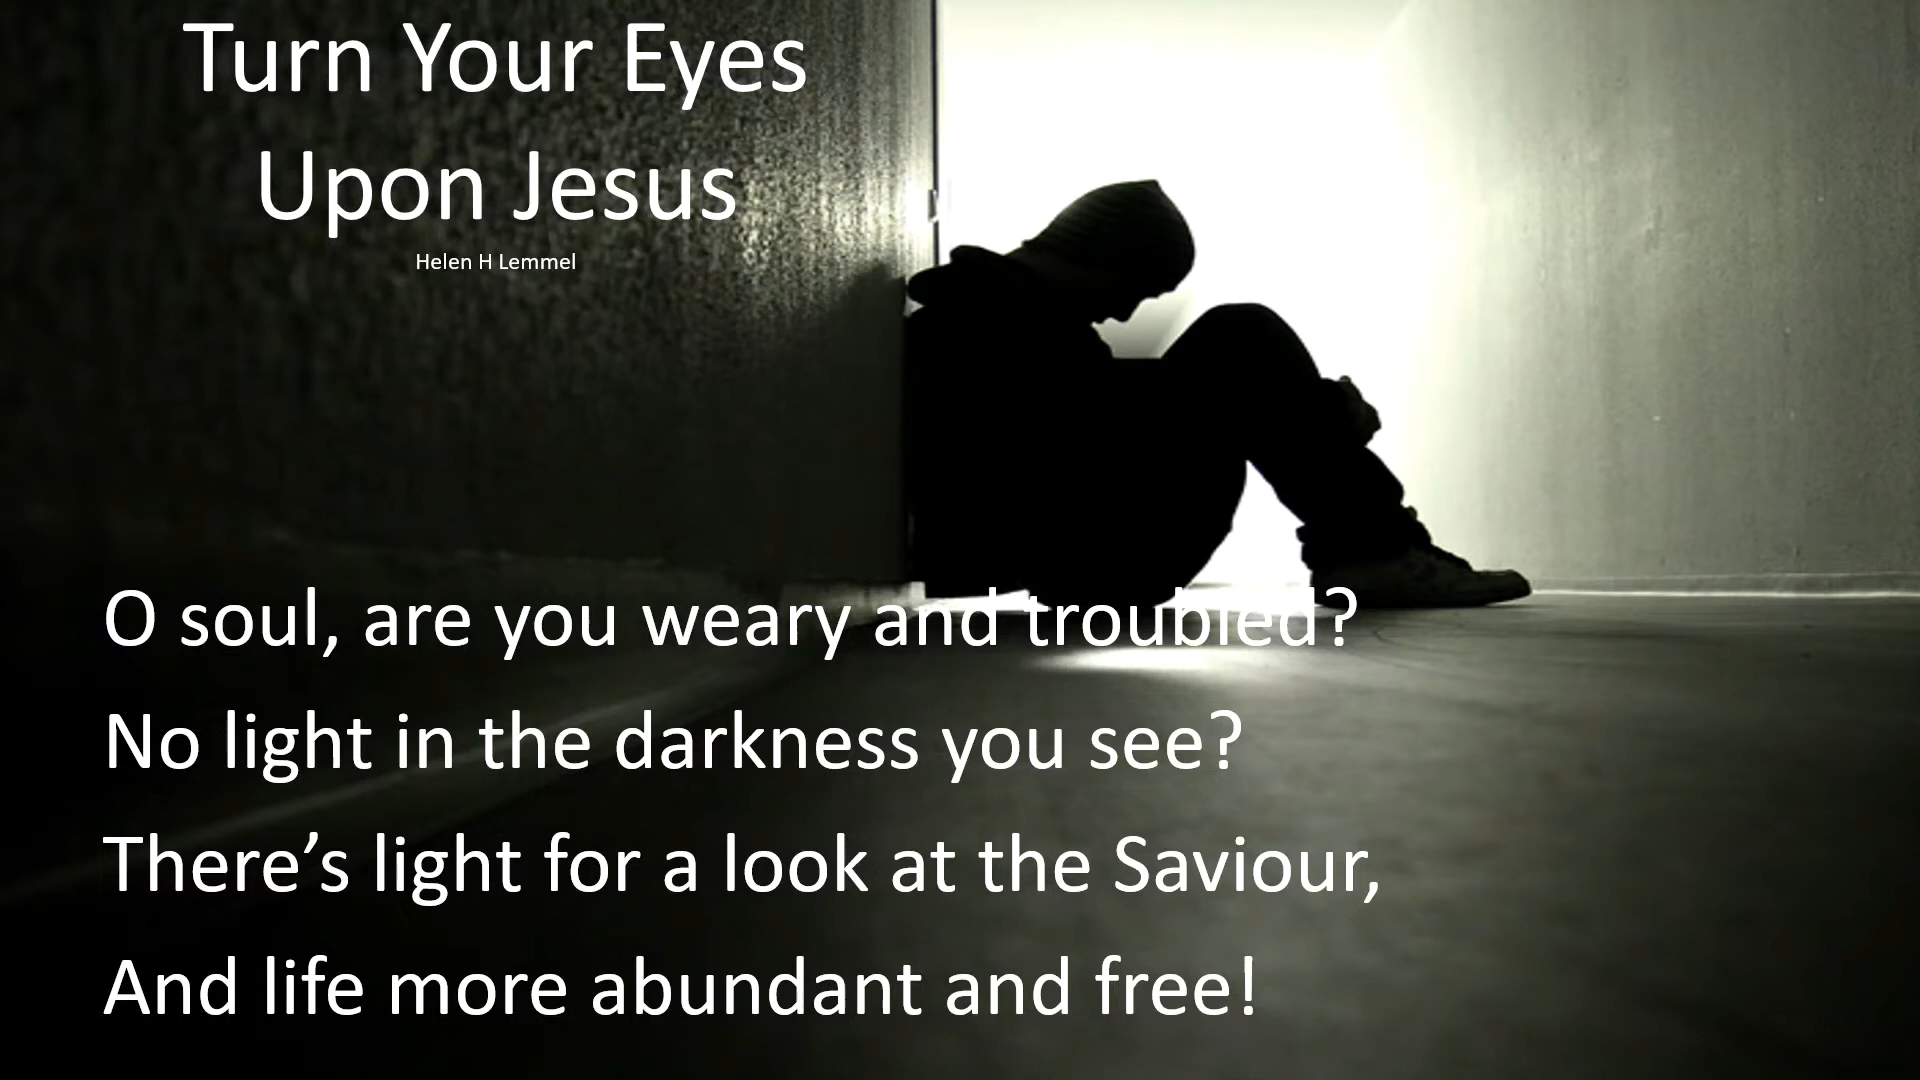 Turn Your Eyes
Upon Jesus
Helen H Lemmel
O soul, are you weary and troubled?
No light in the darkness you see?
There’s light for a look at the Saviour,
And life more abundant and free!